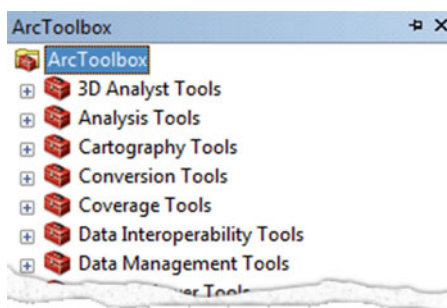 ArcToolbox
ArcToolbox
3D Analyst Tools
Analysis Tools
Cartography Tools
Conversion Tools
Coverage Tools
Data Interoperability Tools
Data Management Tools
Tools